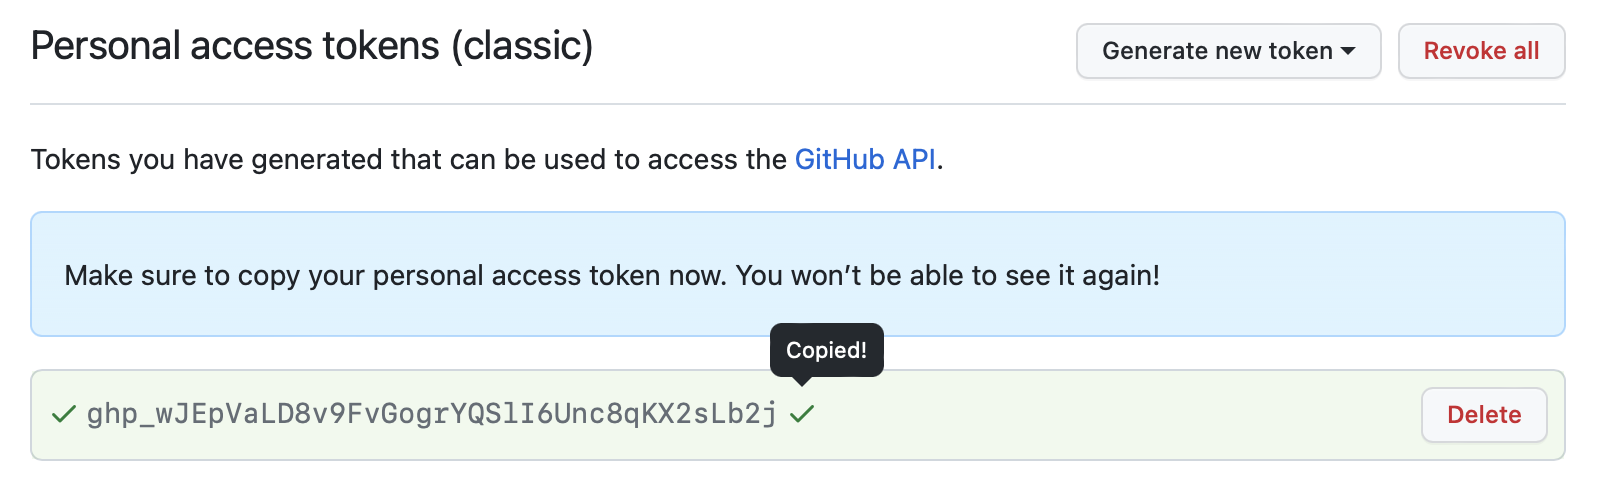 Personal access tokens (classic)
Generate new token
Revoke all
Tokens you have generated that can be used to access the GitHub API.
Make sure to copy your personal access token now. You won’t be able to see it again!
Copied!
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
Delete